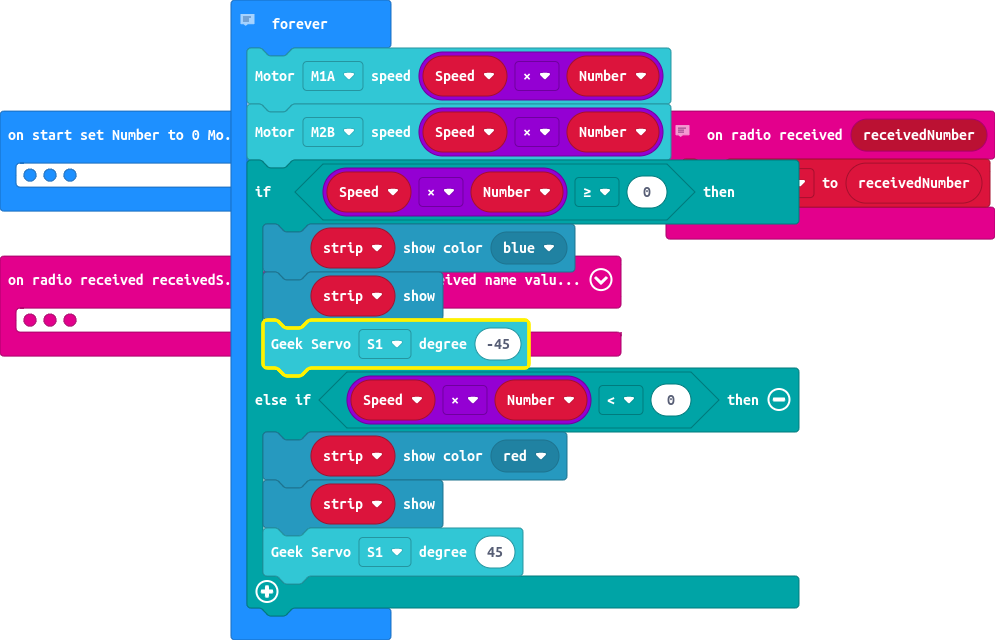 forever
Motor M1A speed Speed × Number
Motor M2B speed Speed × Number
on start set Number to 0 Mo.
on radio received receivedNumber
to receivedNumber
if Speed × Number ≥ 0 then
strip show color blue
strip show
on radio received receivedS.
eived name valu...
Geek Servo S1 degree -45
else if Speed × Number < 0 then
strip show color red
strip show
Geek Servo S1 degree 45